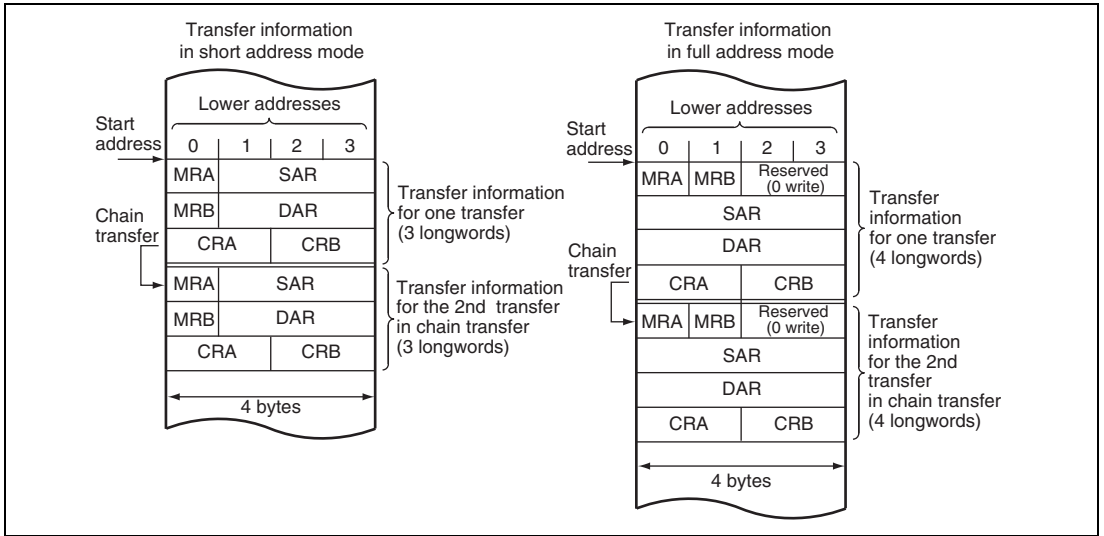 Transfer information
in short address mode
Lower addresses
Start
address
0 1 2 3
MRA SAR
MRB DAR
CRA CRB
Transfer information
for one transfer
(3 longwords)
Chain
transfer
MRA SAR
MRB DAR
CRA CRB
Transfer information
for the 2nd transfer
in chain transfer
(3 longwords)
4 bytes
Transfer information
in full address mode
Lower addresses
Start
address
0 1 2 3
MRA MRB Reserved
(0 write)
SAR
DAR
CRA CRB
Transfer
information
for one transfer
(4 longwords)
Chain
transfer
MRA MRB Reserved
(0 write)
SAR
DAR
CRA CRB
Transfer
information
for the 2nd
transfer
in chain transfer
(4 longwords)
4 bytes